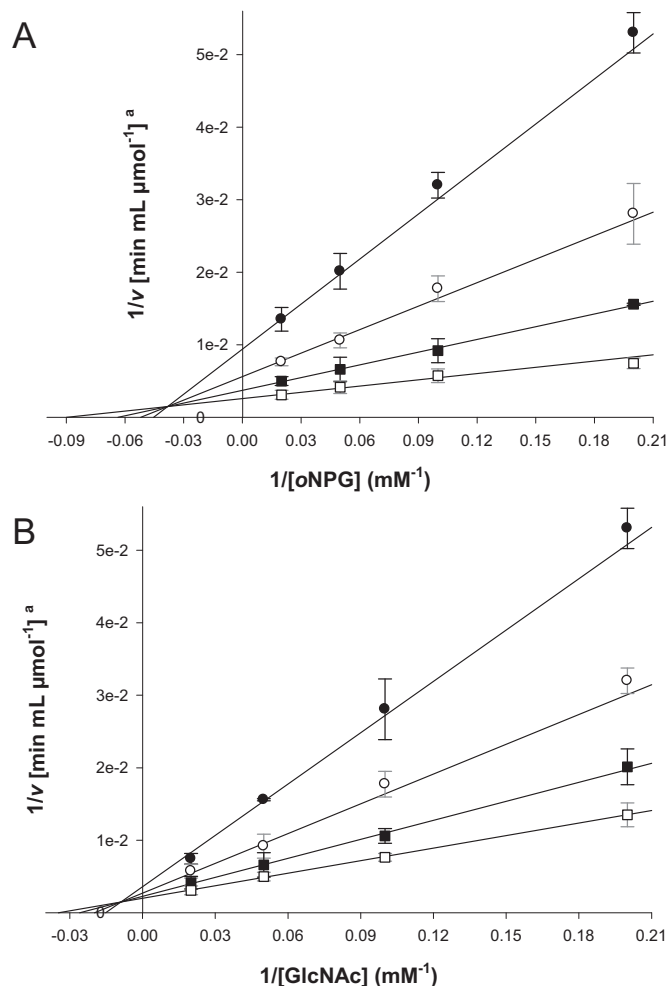 A
5e-2
4e-2
3e-2
2e-2
1e-2
0
1/v [min mL µmol⁻¹] ᵃ
-0.09 -0.06 -0.03 0.00 0.03 0.06 0.09 0.12 0.15 0.18 0.21
1/[oNPG] (mM⁻¹)
B
5e-2
4e-2
3e-2
2e-2
1e-2
0
1/v [min mL µmol⁻¹] ᵃ
-0.03 0.00 0.03 0.06 0.09 0.12 0.15 0.18 0.21
1/[GlcNAc] (mM⁻¹)